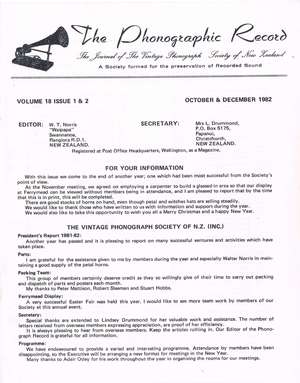 The Phonographic Record
The Journal of The Vintage Phonograph Society of New Zealand
A Society formed for the preservation of Recorded Sound
VOLUME 18 ISSUE 1 & 2 OCTOBER & DECEMBER 1982
EDITOR: W. T. Norris SECRETARY: Mrs L. Drummond,
"Waipapa" P.O. Box 5175,
Swannanoa, Papanui,
Rangiora R.D.1, Christchurch,
NEW ZEALAND. NEW ZEALAND.
Registered at Post Office Headquarters, Wellington, as a Magazine.
FOR YOUR INFORMATION
With this issue we come to the end of another year, one which had been most successful from the Society's
point of view.
At the November meeting, we agreed on employing a carpenter to build a glassed in area so that our display
at Ferrymead can be viewed without members being in attendance, and I am pleased to report that by the time
that this is in print, this will be completed.
There are good stocks of horns on hand, even though petal and exhibition horns are selling steadily.
We would like to thank those who have written to us with information and support during the year.
We would also like to take this opportunity to wish you all a Merry Christmas and a happy New Year.
THE VINTAGE PHONOGRAPH SOCIETY OF N.Z. (INC.)
President's Report 1981-82:
Another year has passed and it is pleasing to report on many successful ventures and activities which have
taken place.
Parts:
I am grateful for the assistance given to me by members during the year and especially Walter Norris in main-
taining a good supply of the petal horns.
Packing Team:
This group of members certainly deserve credit as they so willingly give of their time to carry out packing
and dispatch of parts and posters each month.
My thanks to Peter Mattison, Robert Sleeman and Stuart Hobbs.
Ferrymead Display:
A very successful Easter Fair was held this year. I would like to see more team work by members of our
Society at this annual event.
Secretary:
Special thanks are extended to Lindsey Drummond for her valuable work and assistance. The number of
letters received from overseas members expressing appreciation, are proof of her efficiency.
It is always pleasing to hear from overseas members. Keep the articles rolling in. Our Editor of the Phono-
graph Record is grateful for all information.
Programme:
We have endeavoured to provide a varied and interesting programme. Attendance by members have been
disappointing, so the Executive will be arranging a new format for meetings in the New Year.
Many thanks to Adair Otley for his work throughout the year in organising the rooms for our meetings.